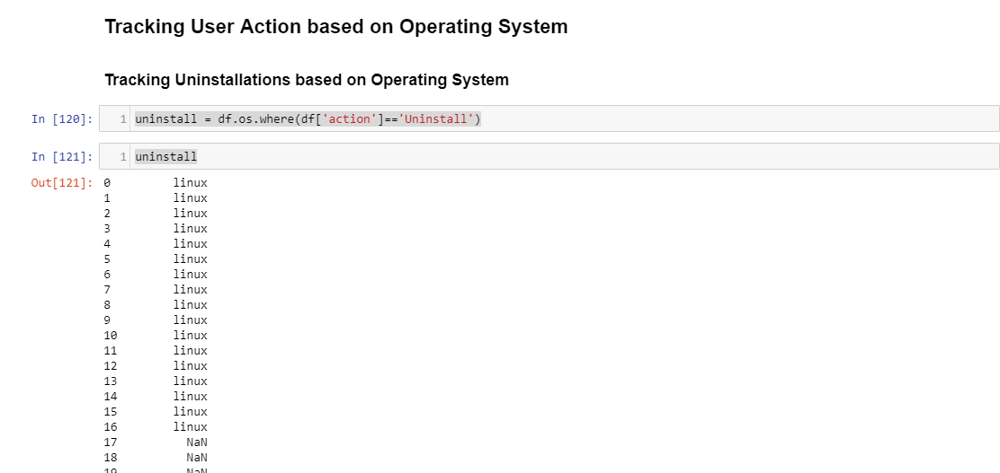 Tracking User Action based on Operating System
Tracking Uninstallations based on Operating System
In [120]: 1 uninstall = df.os.where(df['action']=='Uninstall')
In [121]: 1 uninstall
Out[121]: 0 linux
1 linux
2 linux
3 linux
4 linux
5 linux
6 linux
7 linux
8 linux
9 linux
10 linux
11 linux
12 linux
13 linux
14 linux
15 linux
16 linux
17 NaN
18 NaN
19 NaN